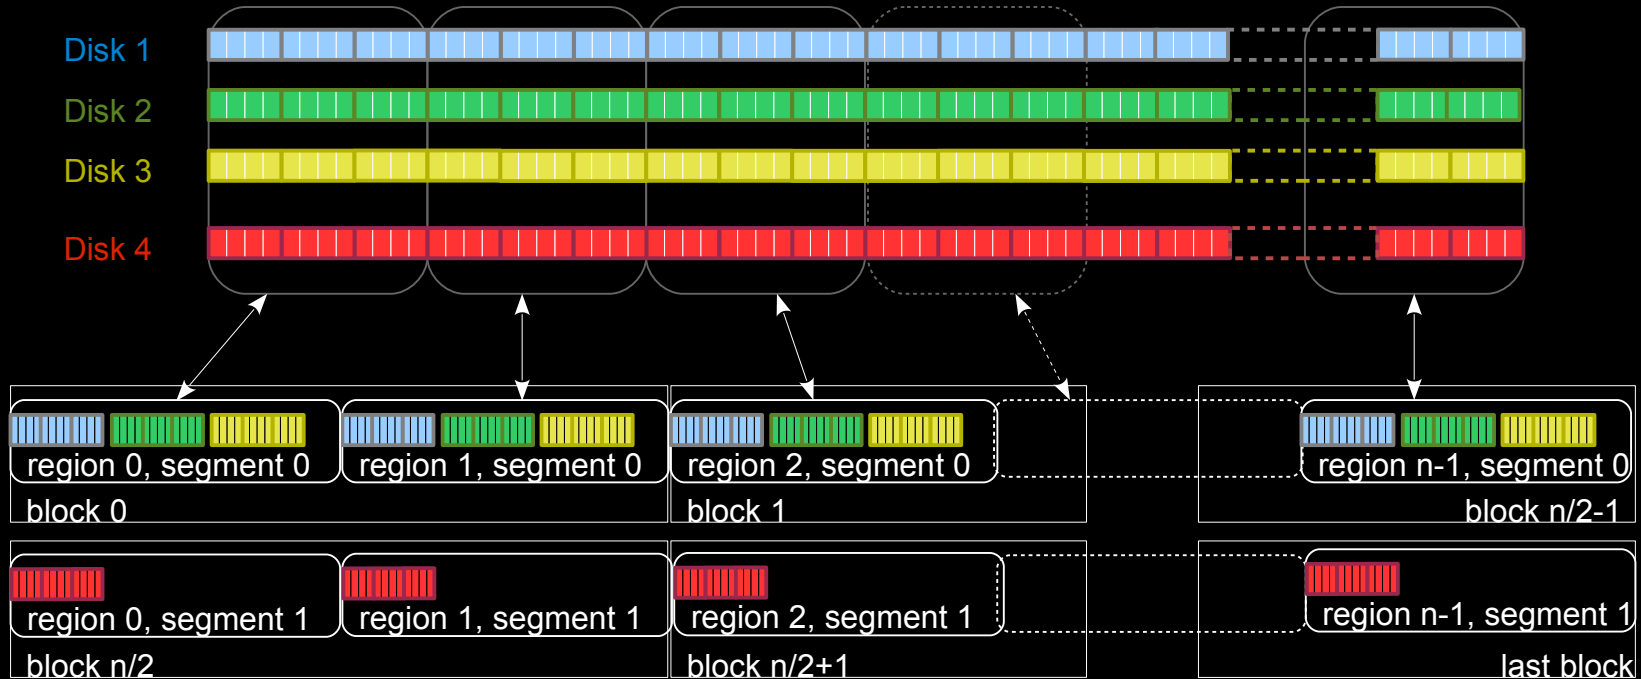 Disk 1
Disk 2
Disk 3
Disk 4
region 0, segment 0
region 1, segment 0
region 2, segment 0
region n-1, segment 0
block 0
block 1
block n/2-1
region 0, segment 1
region 1, segment 1
region 2, segment 1
region n-1, segment 1
block n/2
block n/2+1
last block